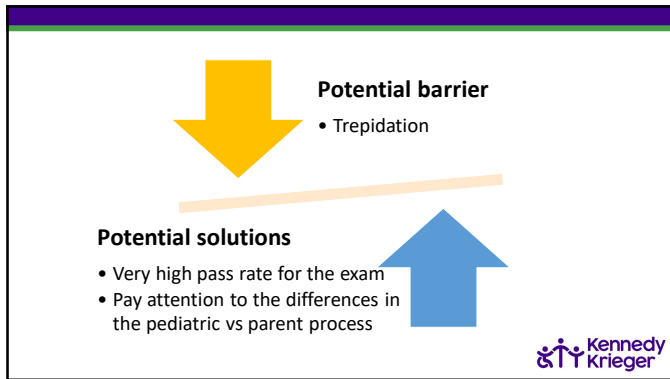 Potential barrier
• Trepidation
Potential solutions
• Very high pass rate for the exam
• Pay attention to the differences in
the pediatric vs parent process
Kennedy
Krieger